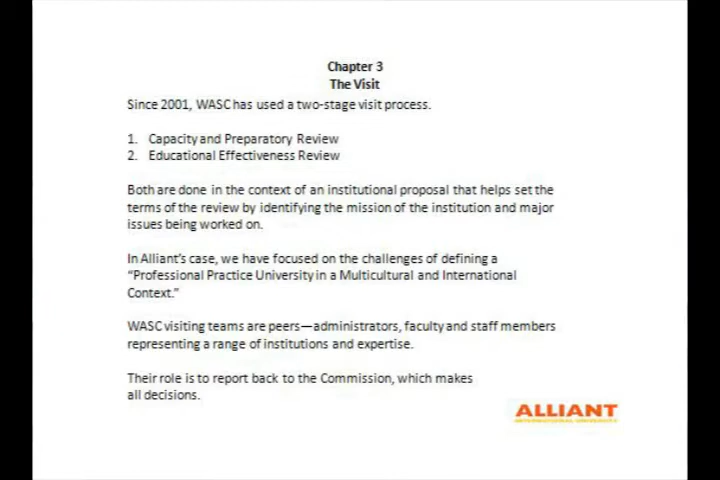 Chapter 3
The Visit
Since 2001, WASC has used a two-stage visit process.
1. Capacity and Preparatory Review
2. Educational Effectiveness Review
Both are done in the context of an institutional proposal that helps set the
terms of the review by identifying the mission of the institution and major
issues being worked on.
In Alliant's case, we have focused on the challenges of defining a
“Professional Practice University in a Multicultural and International
Context.”
WASC visiting teams are peers—administrators, faculty and staff members
representing a range of institutions and expertise.
Their role is to report back to the Commission, which makes
all decisions.
ALLIANT
INTERNATIONAL UNIVERSITY